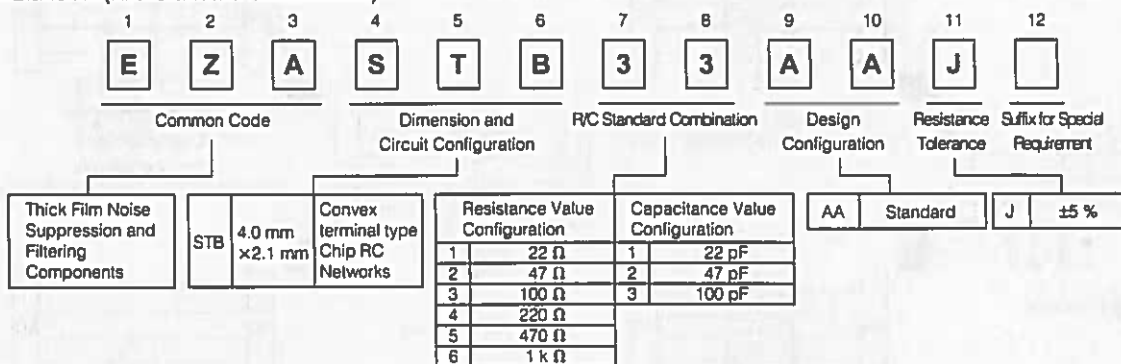 1 2 3 4 5 6 7 8 9 10 11 12
E Z A S T B 3 3 A A J
Common Code
Dimension and
Circuit Configuration
R/C Standard Combination
Design
Configuration
Resistance
Tolerance
Suffix for Special
Requirement
Thick Film Noise
Suppression and
Filtering
Components
STB
4.0 mm
×2.1 mm
Convex
terminal type
Chip RC
Networks
Resistance Value
Configuration
1 22 Ω
2 47 Ω
3 100 Ω
4 220 Ω
5 470 Ω
6 1 k Ω
Capacitance Value
Configuration
1 22 pF
2 47 pF
3 100 pF
AA Standard
J ±5 %